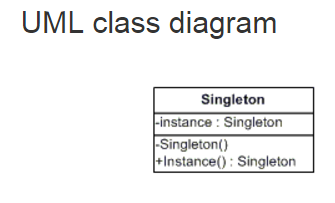 UML class diagram
Singleton
-instance : Singleton
-Singleton()
+Instance() : Singleton